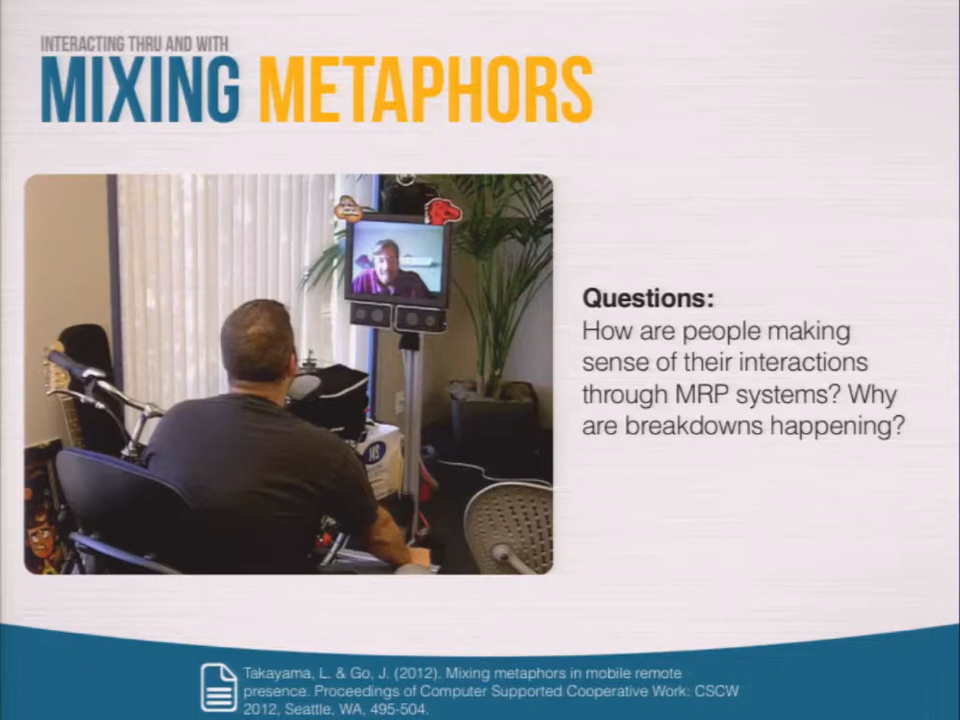 INTERACTING THRU AND WITH
MIXING METAPHORS
Questions:
How are people making
sense of their interactions
through MRP systems? Why
are breakdowns happening?
Takayama, L. & Go, J. (2012). Mixing metaphors in mobile remote
presence. Proceedings of Computer Supported Cooperative Work: CSCW
2012, Seattle, WA, 495-504.